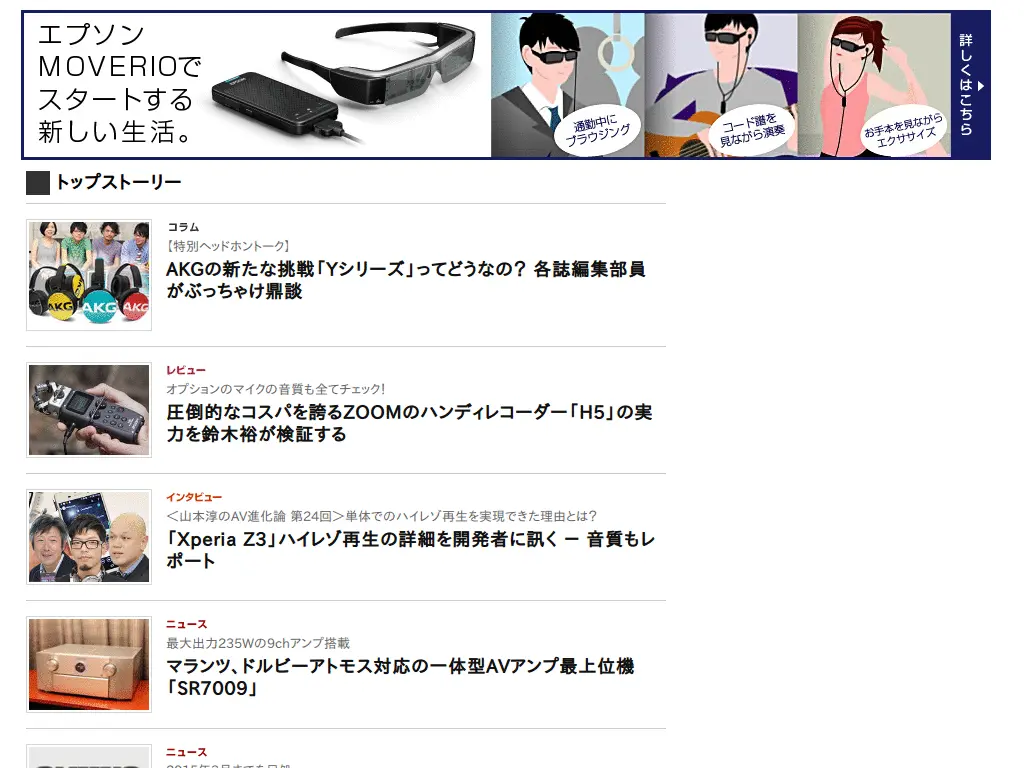 エプソン
MOVERIOで
スタートする
新しい生活。
通勤中に
ブラウジング
コード譜を
見ながら演奏
お手本を見ながら
エクササイズ
詳しくはこちら
トップストーリー
コラム
【特別ヘッドホントーク】
AKGの新たな挑戦「Yシリーズ」ってどうなの? 各誌編集部員
がぶっちゃけ鼎談
AKG
AKG
AKG
レビュー
オプションのマイクの音質も全てチェック!
圧倒的なコスパを誇るZOOMのハンディレコーダー「H5」の実
力を鈴木裕が検証する
インタビュー
<山本淳のAV進化論 第24回>単体でのハイレゾ再生を実現できた理由とは?
「Xperia Z3」ハイレゾ再生の詳細を開発者に訊く − 音質もレ
ポート
ニュース
最大出力235Wの9chアンプ搭載
マランツ、ドルビーアトモス対応の一体型AVアンプ最上位機
「SR7009」
ニュース